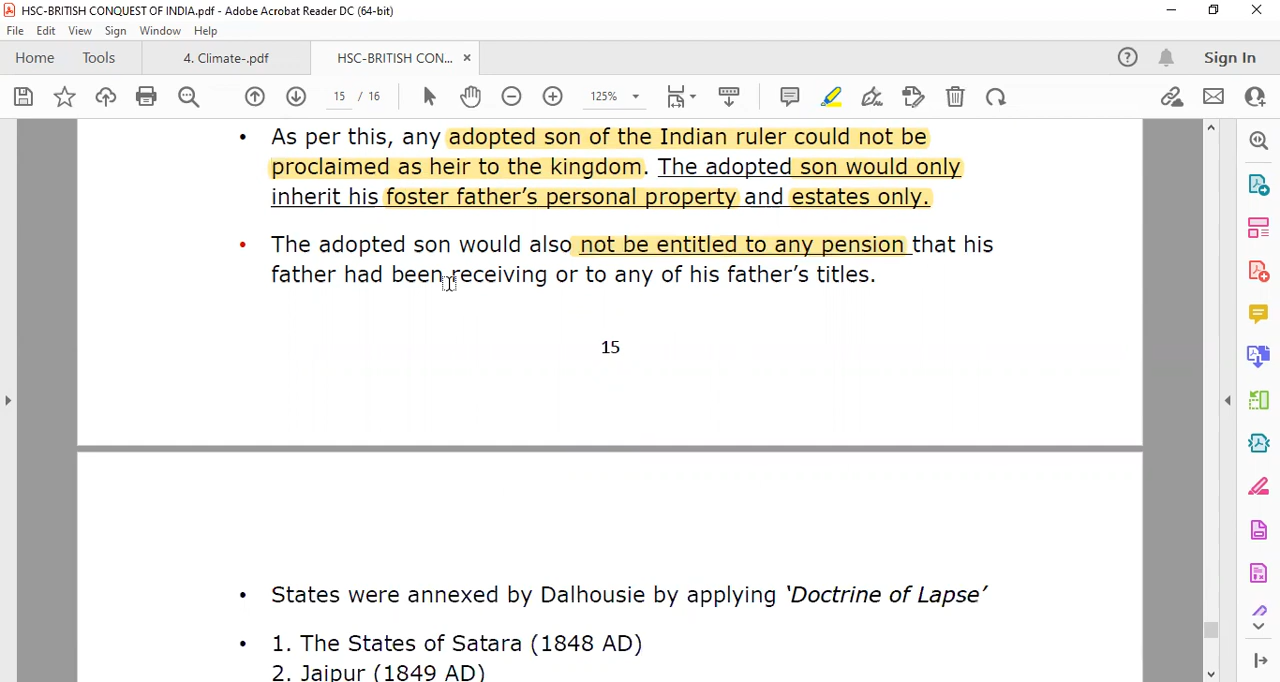 HSC-BRITISH CONQUEST OF INDIA.pdf - Adobe Acrobat Reader DC (64-bit)
File Edit View Sign Window Help
Home Tools 4. Climate-.pdf HSC-BRITISH CON... × Sign In
15 / 16 125%
• As per this, any adopted son of the Indian ruler could not be
proclaimed as heir to the kingdom. The adopted son would only
inherit his foster father’s personal property and estates only.
• The adopted son would also not be entitled to any pension that his
father had been receiving or to any of his father’s titles.
15
• States were annexed by Dalhousie by applying ‘Doctrine of Lapse’
• 1. The States of Satara (1848 AD)
2. Jaipur (1849 AD)